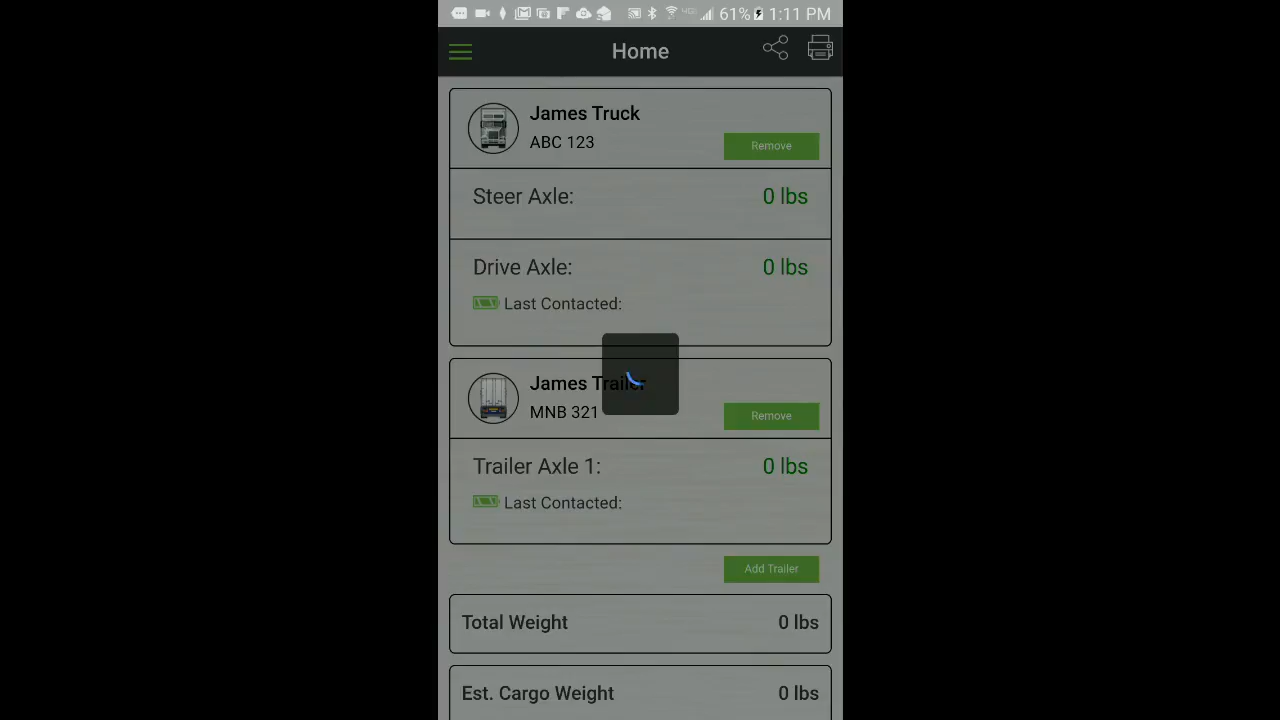 61% 1:11 PM
Home
James Truck
ABC 123
Remove
Steer Axle: 0 lbs
Drive Axle: 0 lbs
Last Contacted:
James Trailer
MNB 321
Remove
Trailer Axle 1: 0 lbs
Last Contacted:
Add Trailer
Total Weight 0 lbs
Est. Cargo Weight 0 lbs